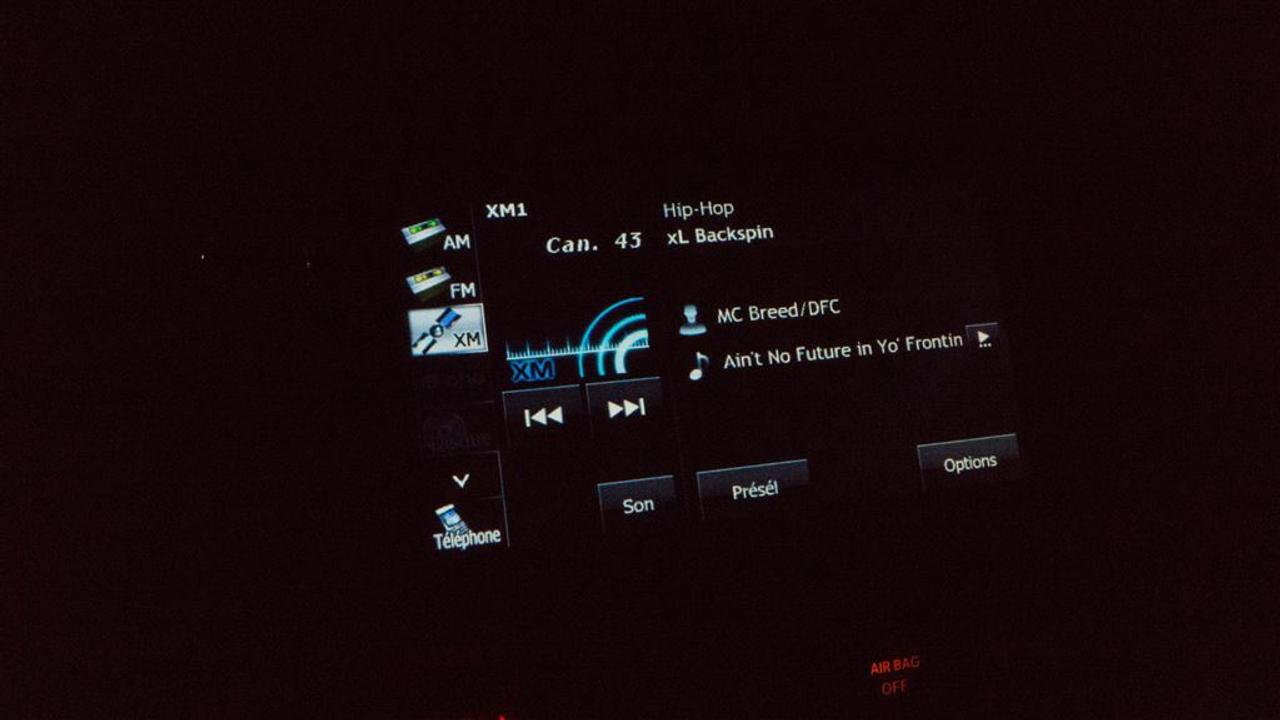 XM1
Can. 43
Hip-Hop
xL Backspin
AM
FM
XM
XM
MC Breed/DFC
Ain't No Future in Yo' Frontin
Son
Présél
Options
Téléphone
AIR BAG
OFF